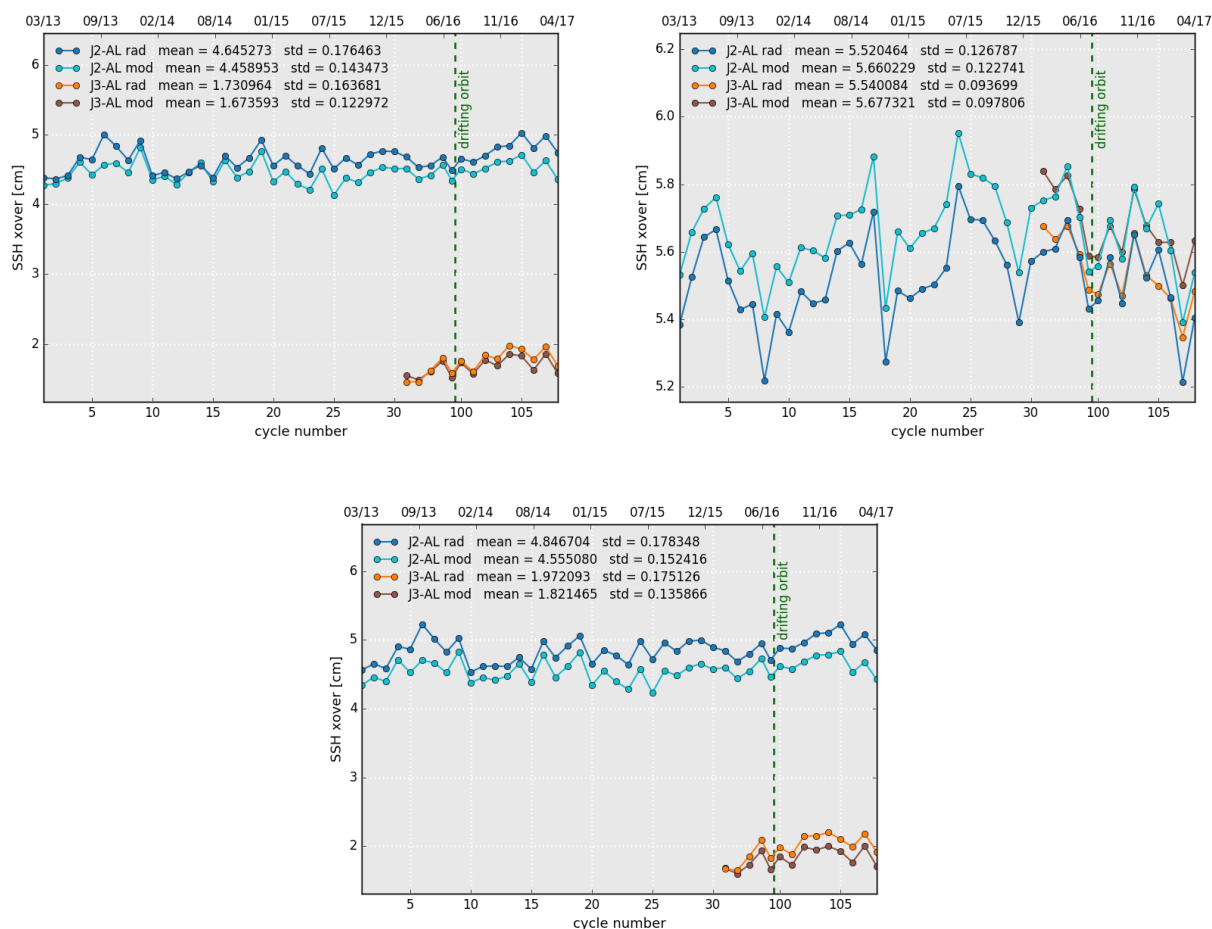 03/13 09/13 02/14 08/14 01/15 07/15 12/15 06/16 11/16 04/17
J2-AL rad mean = 4.645273 std = 0.176463
J2-AL mod mean = 4.458953 std = 0.143473
J3-AL rad mean = 1.730964 std = 0.163681
J3-AL mod mean = 1.673593 std = 0.122972
drifting orbit
SSH xover [cm]
6
5
4
3
2
5 10 15 20 25 30 100 105
cycle number
03/13 09/13 02/14 08/14 01/15 07/15 12/15 06/16 11/16 04/17
J2-AL rad mean = 5.520464 std = 0.126787
J2-AL mod mean = 5.660229 std = 0.122741
J3-AL rad mean = 5.540084 std = 0.093699
J3-AL mod mean = 5.677321 std = 0.097806
drifting orbit
SSH xover [cm]
6.2
6.0
5.8
5.6
5.4
5.2
5 10 15 20 25 30 100 105
cycle number
03/13 09/13 02/14 08/14 01/15 07/15 12/15 06/16 11/16 04/17
J2-AL rad mean = 4.846704 std = 0.178348
J2-AL mod mean = 4.555080 std = 0.152416
J3-AL rad mean = 1.972093 std = 0.175126
J3-AL mod mean = 1.821465 std = 0.135866
drifting orbit
SSH xover [cm]
6
5
4
3
2
5 10 15 20 25 30 100 105
cycle number